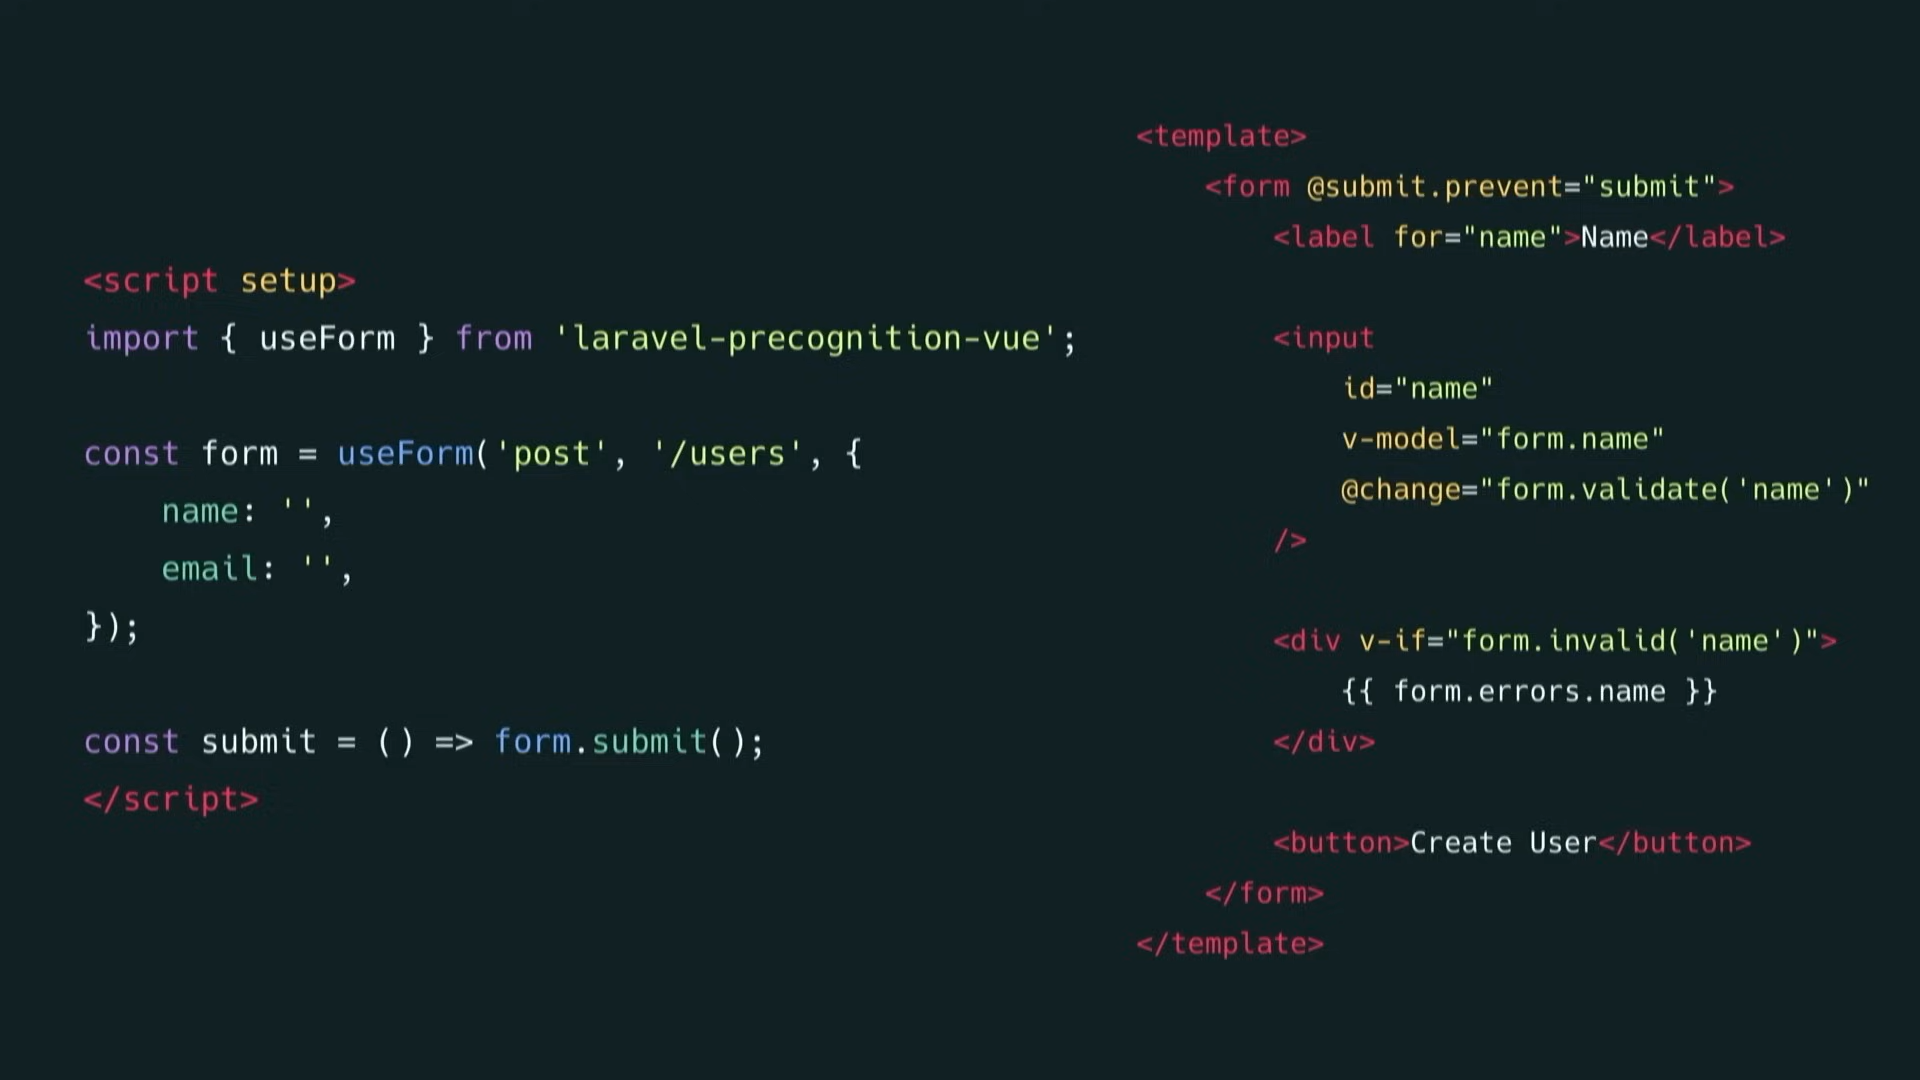 <script setup>
import { useForm } from 'laravel-precognition-vue';
const form = useForm('post', '/users', {
    name: '',
    email: '',
});
const submit = () => form.submit();
</script>
<template>
    <form @submit.prevent="submit">
        <label for="name">Name</label>
        <input
            id="name"
            v-model="form.name"
            @change="form.validate('name')"
        />
        <div v-if="form.invalid('name')">
            {{ form.errors.name }}
        </div>
        <button>Create User</button>
    </form>
</template>